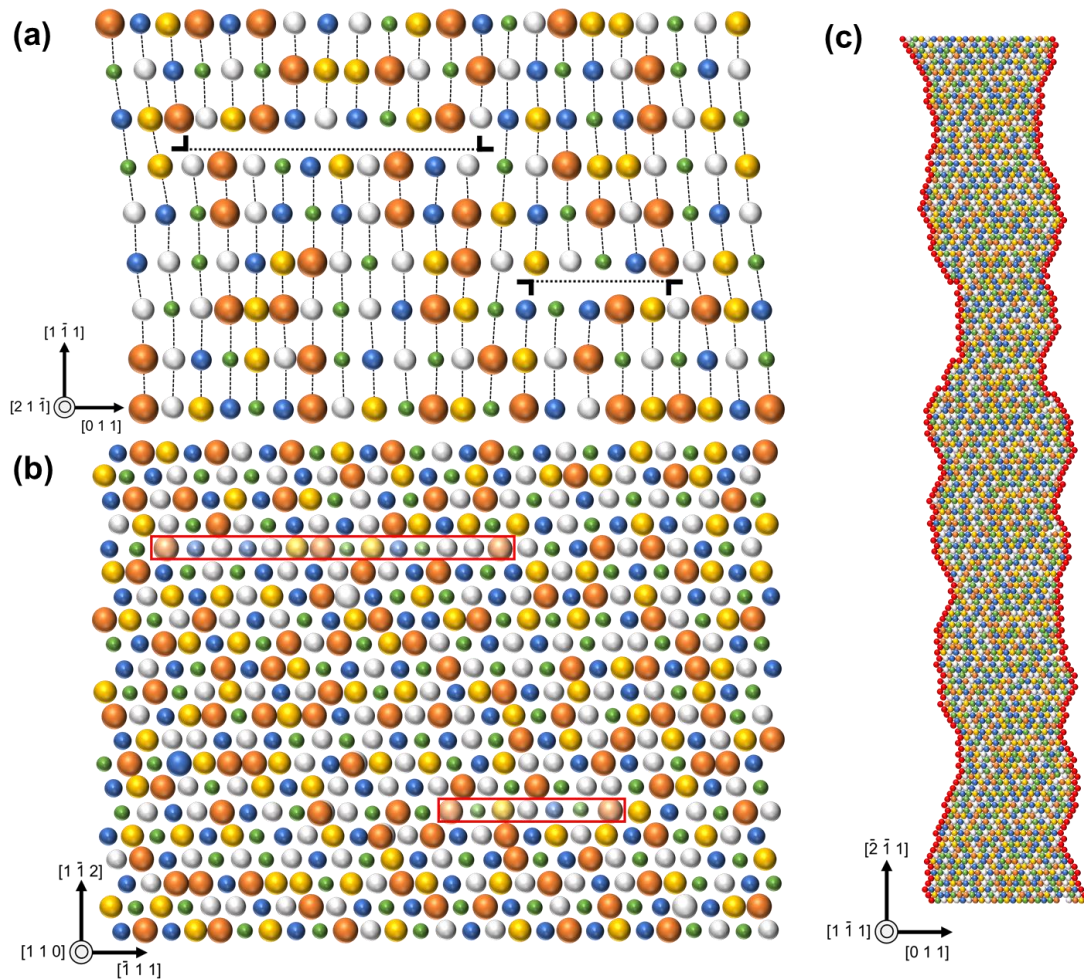 (a)
(c)
[1 1̄ 1]
[2 1 1̄]
[0 1 1]
(b)
[1 1̄ 2]
[1 1 0]
[1̄ 1 1]
[2̄ 1̄ 1]
[1 1̄ 1]
[0 1 1]